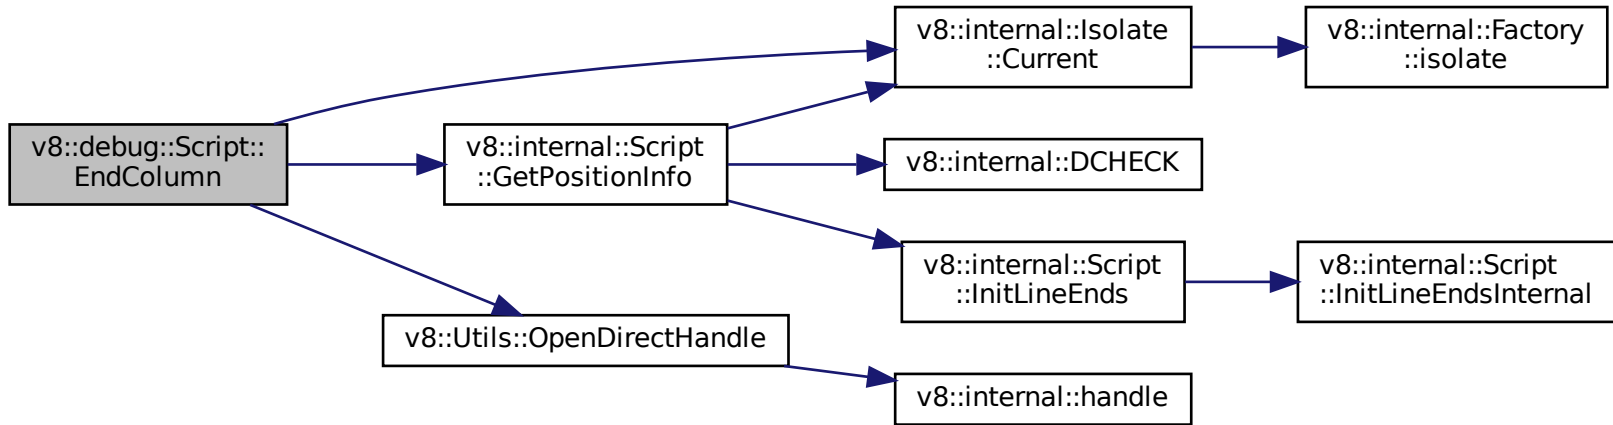 v8::debug::Script::
EndColumn
v8::internal::Isolate
::Current
v8::internal::Factory
::isolate
v8::internal::Script
::GetPositionInfo
v8::internal::DCHECK
v8::internal::Script
::InitLineEnds
v8::internal::Script
::InitLineEndsInternal
v8::Utils::OpenDirectHandle
v8::internal::handle